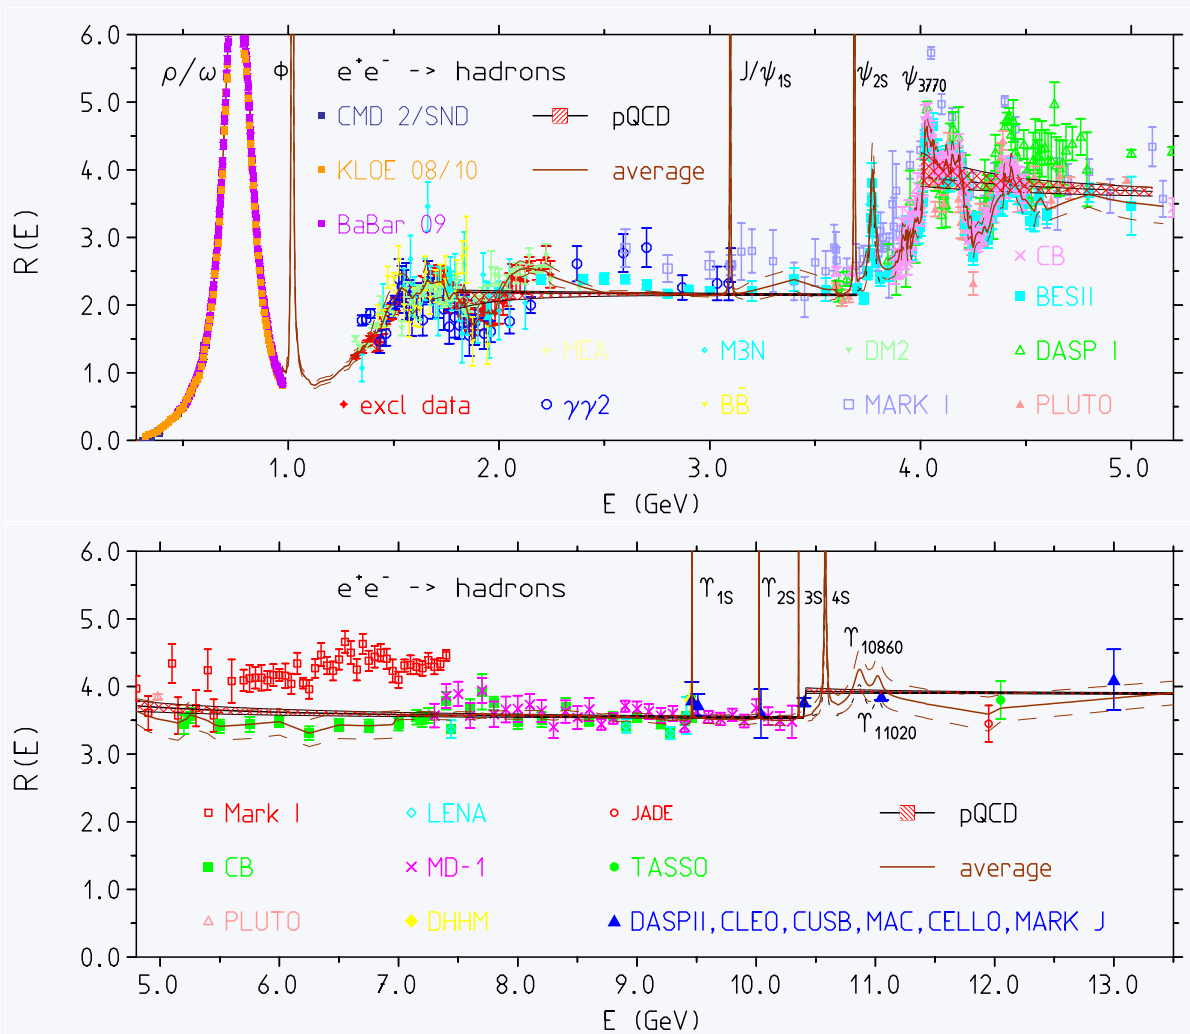 6.0
5.0
4.0
3.0
2.0
1.0
0.0
R(E)
ρ/ω Φ e⁺e⁻ -> hadrons J/ψ1S ψ2S ψ3770
CMD 2/SND pQCD
KLOE 08/10 average
BaBar 09
CB
BESII
MEA M3N DM2 DASP I
excl data γγ2 BB̄ MARK I PLUTO
1.0 2.0 3.0 4.0 5.0
E (GeV)
6.0
5.0
4.0
3.0
2.0
1.0
0.0
R(E)
e⁺e⁻ -> hadrons ϒ1S ϒ2S 3S 4S
ϒ10860
ϒ11020
Mark I LENA JADE pQCD
CB MD-1 TASSO average
PLUTO DHHM DASPII,CLEO,CUSB,MAC,CELLO,MARK J
5.0 6.0 7.0 8.0 9.0 10.0 11.0 12.0 13.0
E (GeV)